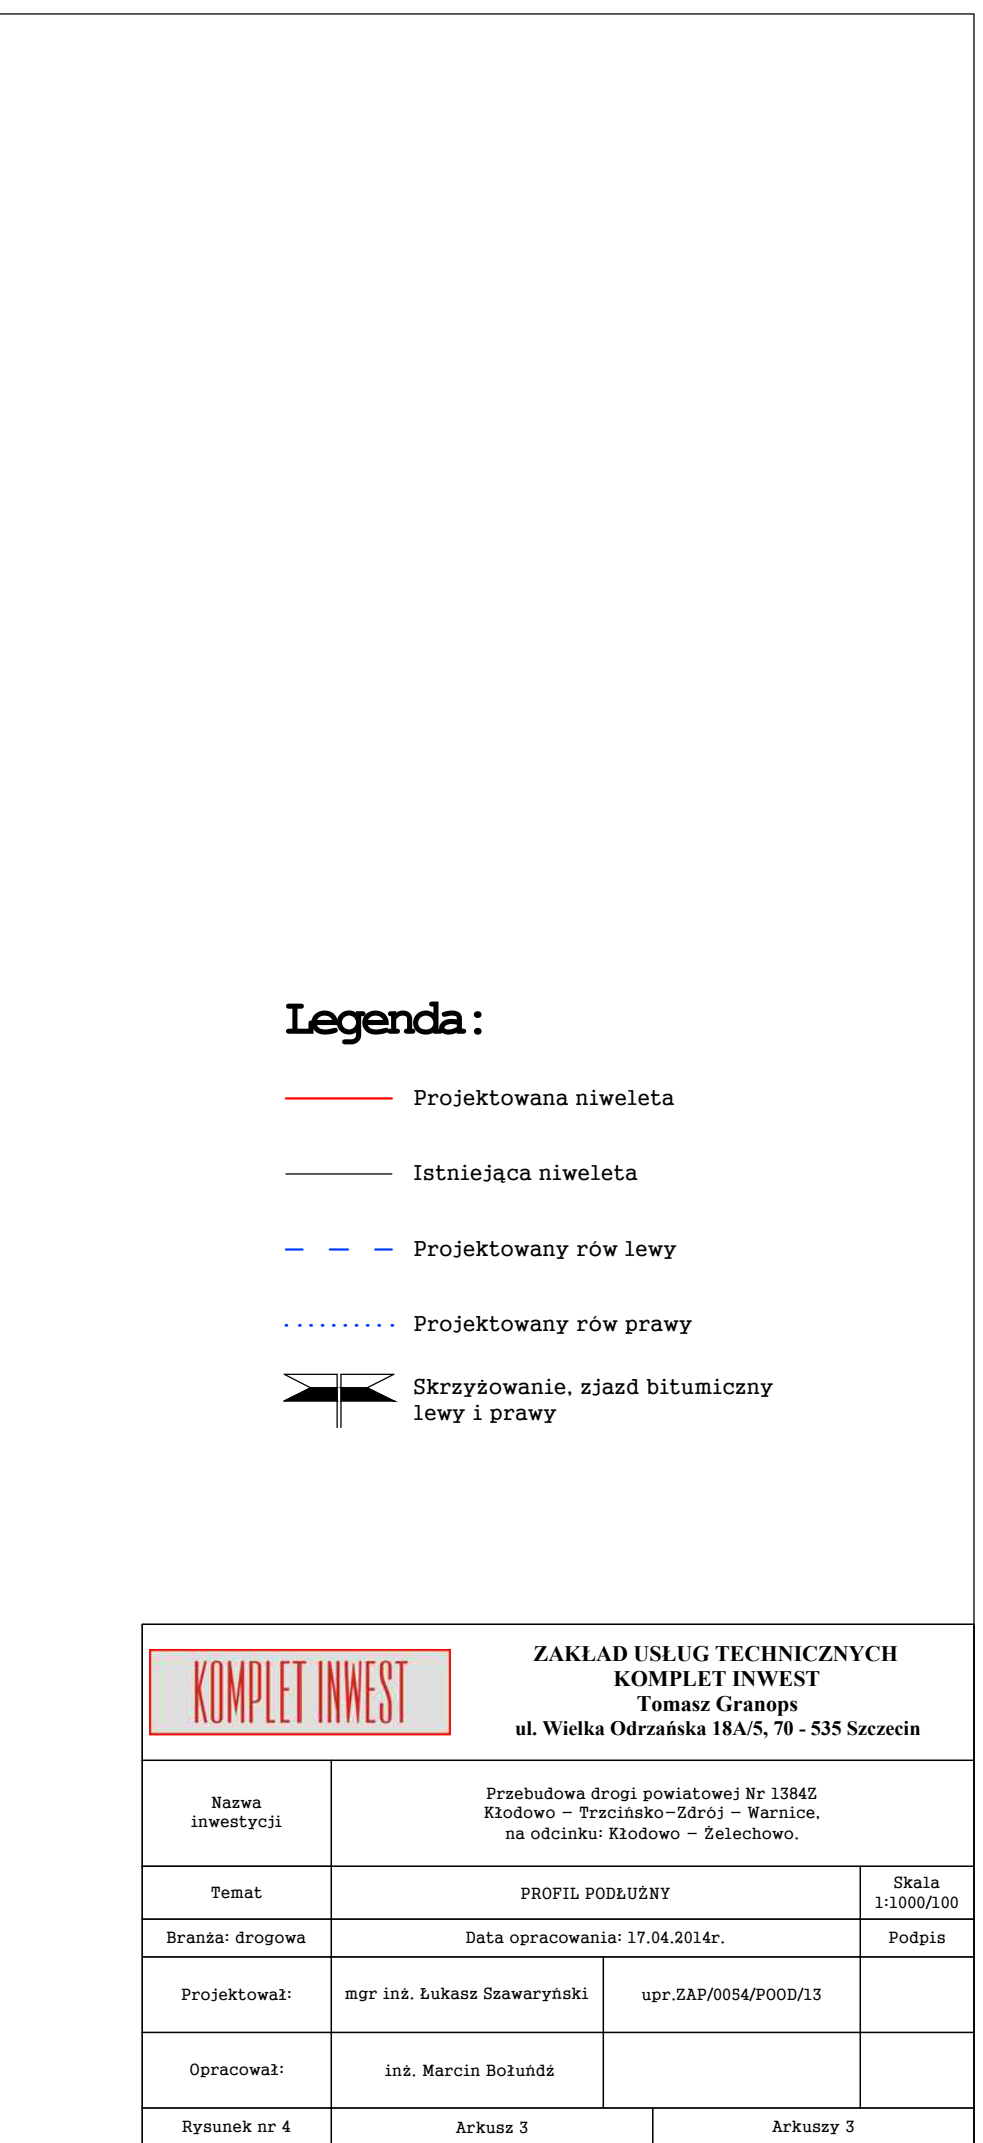 Legenda:
Projektowana niweleta
Istniejąca niweleta
Projektowany rów lewy
Projektowany rów prawy
Skrzyżowanie, zjazd bitumiczny
lewy i prawy
KOMPLET INWEST
ZAKŁAD USŁUG TECHNICZNYCH
KOMPLET INWEST
Tomasz Granops
ul. Wielka Odrzańska 18A/5, 70 - 535 Szczecin
Nazwa
inwestycji
Przebudowa drogi powiatowej Nr 1384Z
Kłodowo – Trzcińsko-Zdrój – Warnice,
na odcinku: Kłodowo – Żelechowo.
Temat
PROFIL PODŁUŻNY
Skala
1:1000/100
Branża: drogowa
Data opracowania: 17.04.2014r.
Podpis
Projektował:
mgr inż. Łukasz Szawaryński
upr.ZAP/0054/POOD/13
Opracował:
inż. Marcin Bołuńdź
Rysunek nr 4
Arkusz 3
Arkuszy 3